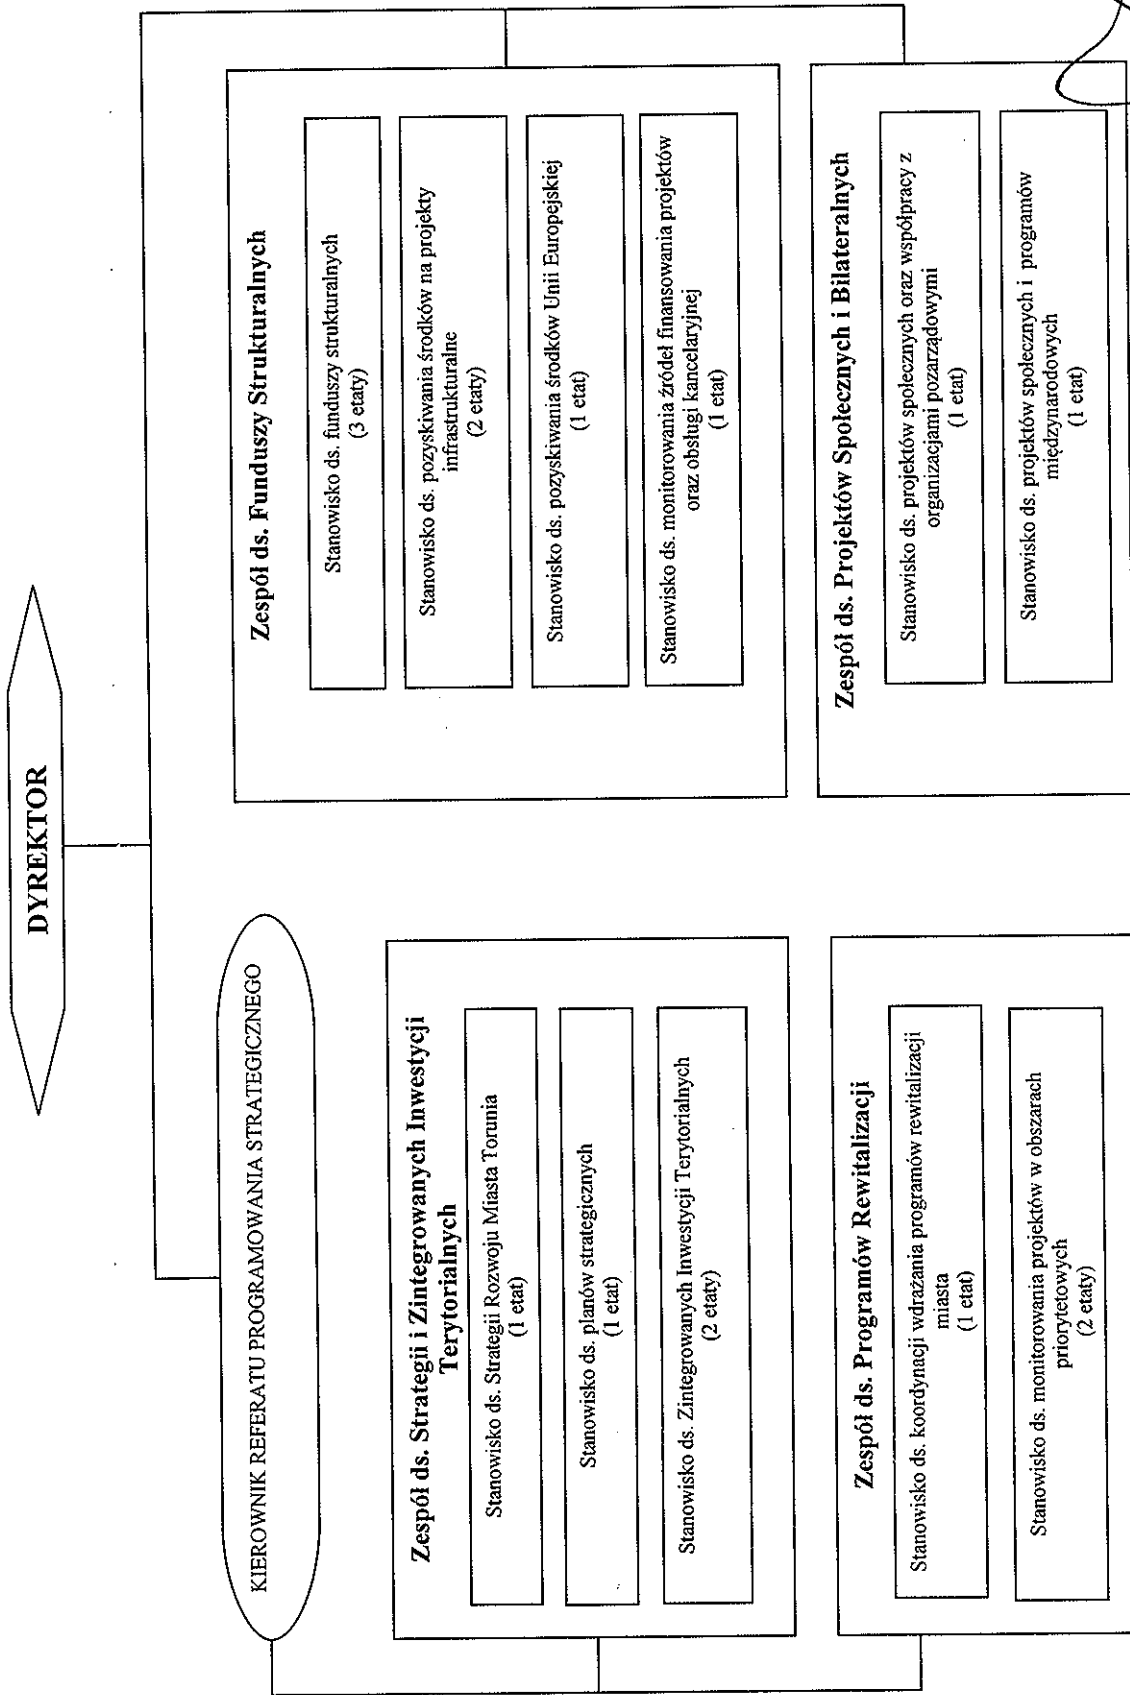 DYREKTOR
KIEROWNIK REFERATU PROGRAMOWANIA STRATEGICZNEGO
Zespół ds. Strategii i Zintegrowanych Inwestycji
Terytorialnych
Stanowisko ds. Strategii Rozwoju Miasta Torunia
(1 etat)
Stanowisko ds. planów strategicznych
(1 etat)
Stanowisko ds. Zintegrowanych Inwestycji Terytorialnych
(2 etaty)
Zespół ds. Programów Rewitalizacji
Stanowisko ds. koordynacji wdrażania programów rewitalizacji
miasta
(1 etat)
Stanowisko ds. monitorowania projektów w obszarach
priorytetowych
(2 etaty)
Zespół ds. Funduszy Strukturalnych
Stanowisko ds. funduszy strukturalnych
(3 etaty)
Stanowisko ds. pozyskiwania środków na projekty
infrastrukturalne
(2 etaty)
Stanowisko ds. pozyskiwania środków Unii Europejskiej
(1 etat)
Stanowisko ds. monitorowania źródeł finansowania projektów
oraz obsługi kancelaryjnej
(1 etat)
Zespół ds. Projektów Społecznych i Bilateralnych
Stanowisko ds. projektów społecznych oraz współpracy z
organizacjami pozarządowymi
(1 etat)
Stanowisko ds. projektów społecznych i programów
międzynarodowych
(1 etat)